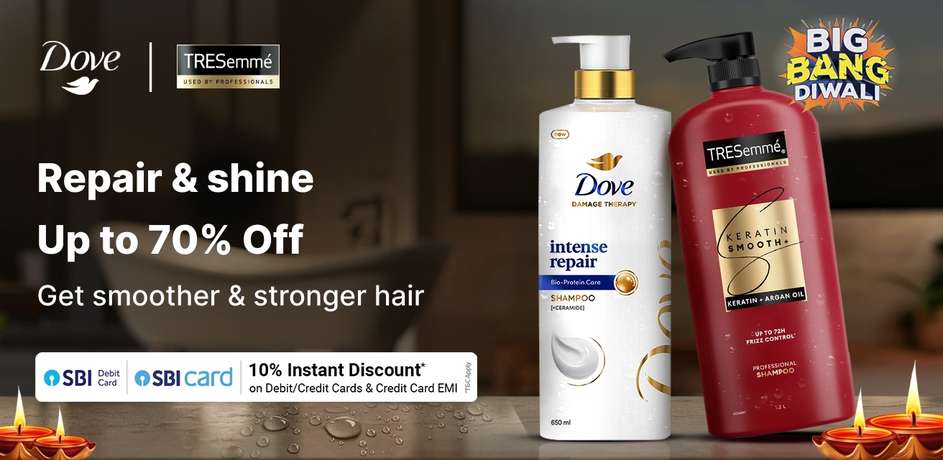 Dove
TRESemmé
USED BY PROFESSIONALS
BIG
BANG
DIWALI
Repair & shine
Up to 70% Off
Get smoother & stronger hair
SBI Debit Card
SBI card
10% Instant Discount*
on Debit/Credit Cards & Credit Card EMI
*T&C Apply
Dove
DAMAGE THERAPY
intense
repair
Bio-Protein Care
SHAMPOO
[+CERAMIDE]
650 ml
TRESemmé
USED BY PROFESSIONALS
KERATIN
SMOOTH+
KERATIN + ARGAN OIL
UP TO 72H
FRIZZ CONTROL*
PROFESSIONAL
SHAMPOO